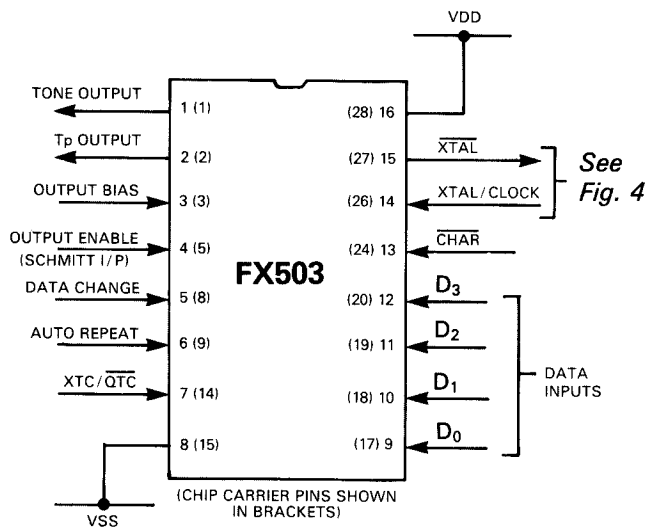 VDD
TONE OUTPUT
1 (1)
(28) 16
Tp OUTPUT
2 (2)
(27) 15
XTAL
OUTPUT BIAS
3 (3)
(26) 14
XTAL/CLOCK
See
Fig. 4
OUTPUT ENABLE
(SCHMITT I/P)
4 (5)
(24) 13
CHAR
FX503
DATA CHANGE
5 (8)
(20) 12
D3
AUTO REPEAT
6 (9)
(19) 11
D2
XTC/QTC
7 (14)
(18) 10
D1
DATA
INPUTS
8 (15)
(17) 9
D0
VSS
(CHIP CARRIER PINS SHOWN
IN BRACKETS)